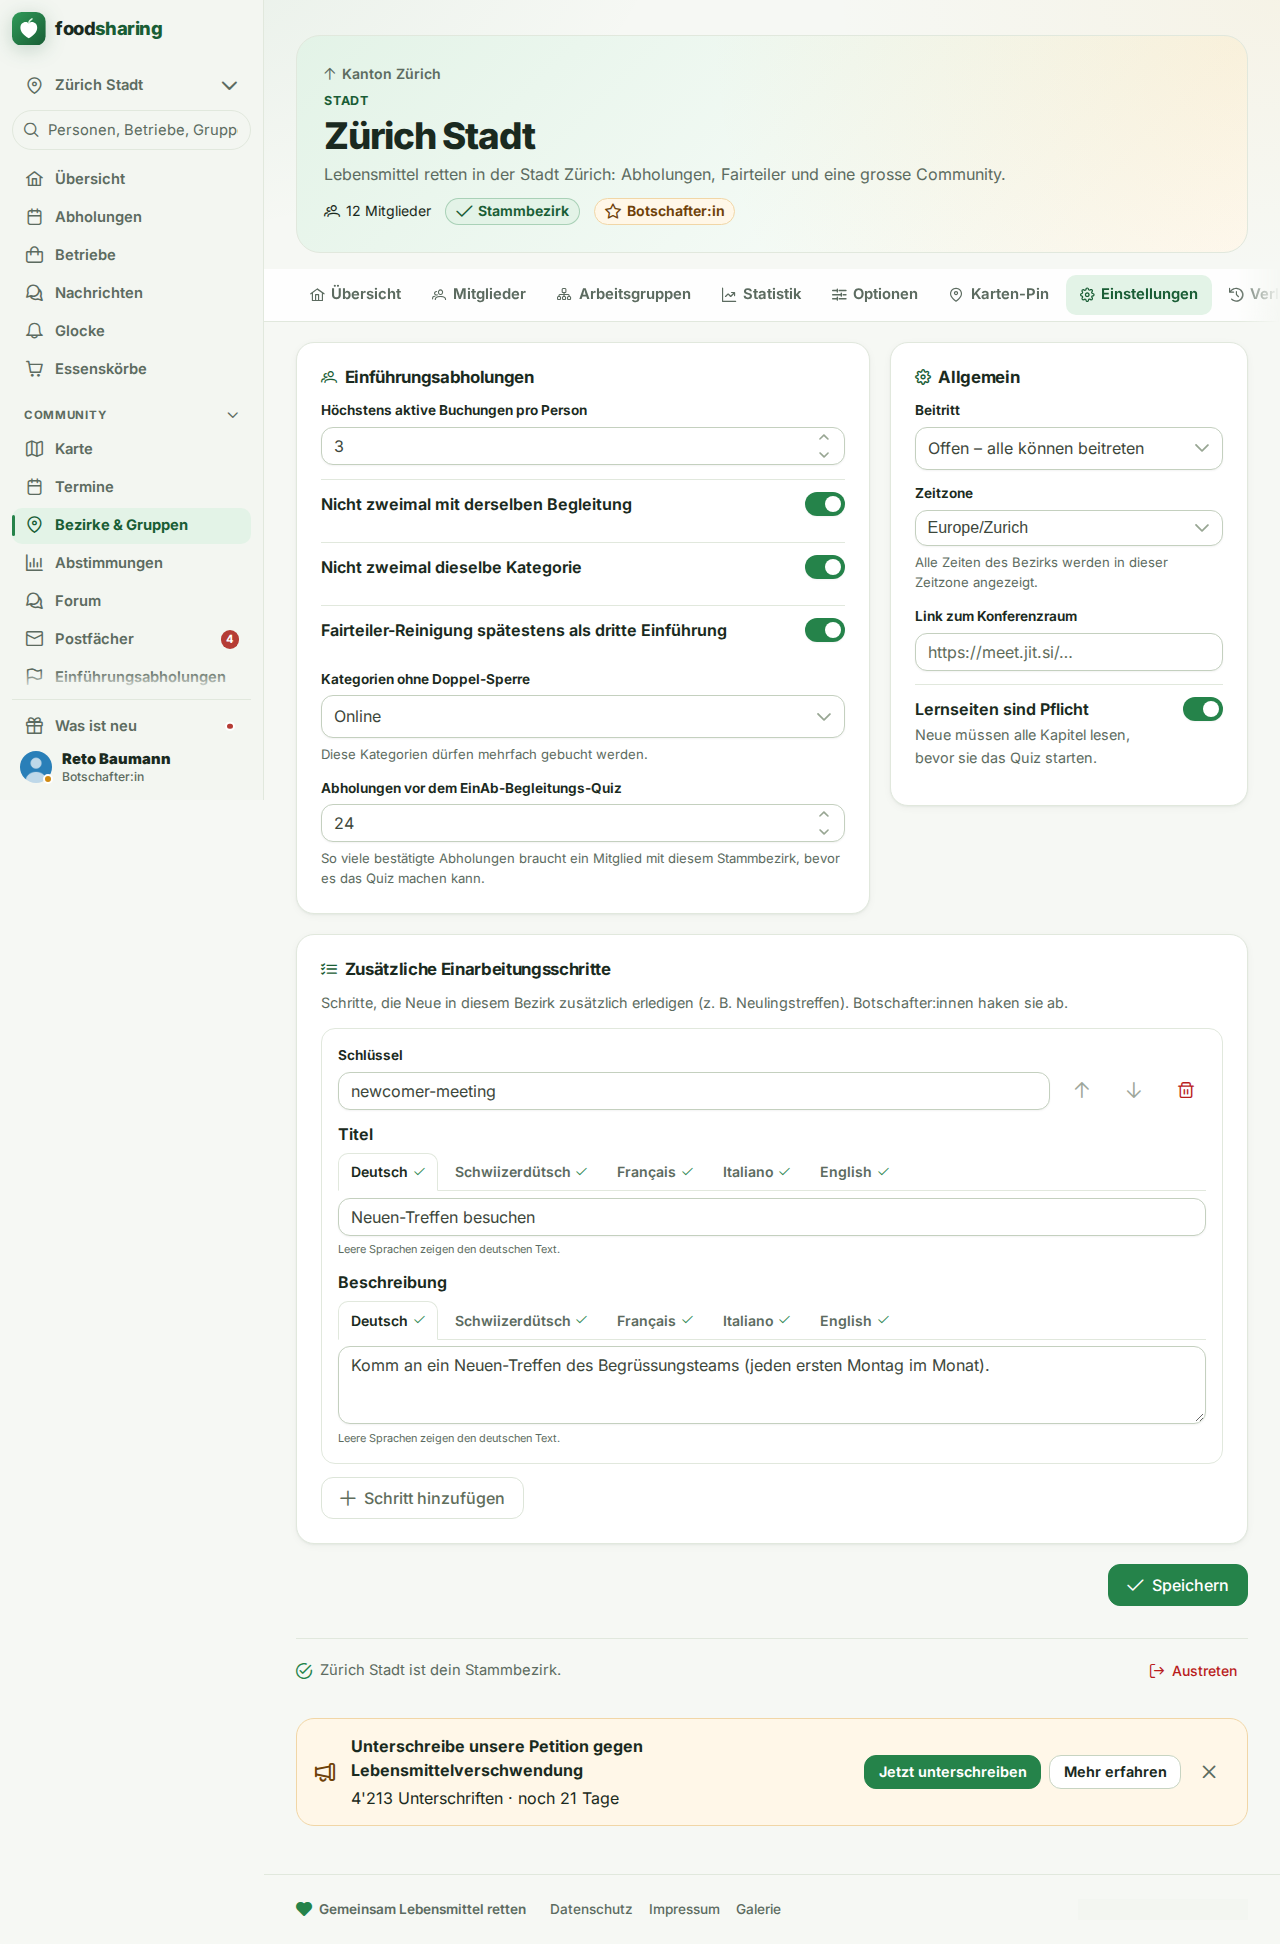 foodsharing
Zürich Stadt
Personen, Betriebe, Grupp
Übersicht
Abholungen
Betriebe
Nachrichten
Glocke
Essenskörbe
COMMUNITY
Karte
Termine
Bezirke & Gruppen
Abstimmungen
Forum
Postfächer
4
Einführungsabholungen
Was ist neu
Reto Baumann
Botschafter:in
Kanton Zürich
STADT
Zürich Stadt
Lebensmittel retten in der Stadt Zürich: Abholungen, Fairteiler und eine grosse Community.
12 Mitglieder
Stammbezirk
Botschafter:in
Übersicht
Mitglieder
Arbeitsgruppen
Statistik
Optionen
Karten-Pin
Einstellungen
Einführungsabholungen
Höchstens aktive Buchungen pro Person
3
Nicht zweimal mit derselben Begleitung
Nicht zweimal dieselbe Kategorie
Fairteiler-Reinigung spätestens als dritte Einführung
Kategorien ohne Doppel-Sperre
Online
Diese Kategorien dürfen mehrfach gebucht werden.
Abholungen vor dem EinAb-Begleitungs-Quiz
24
So viele bestätigte Abholungen braucht ein Mitglied mit diesem Stammbezirk, bevor
es das Quiz machen kann.
Allgemein
Beitritt
Offen – alle können beitreten
Zeitzone
Europe/Zurich
Alle Zeiten des Bezirks werden in dieser
Zeitzone angezeigt.
Link zum Konferenzraum
https://meet.jit.si/...
Lernseiten sind Pflicht
Neue müssen alle Kapitel lesen,
bevor sie das Quiz starten.
Zusätzliche Einarbeitungsschritte
Schritte, die Neue in diesem Bezirk zusätzlich erledigen (z. B. Neulingstreffen). Botschafter:innen haken sie ab.
Schlüssel
newcomer-meeting
Titel
Deutsch
Schwiizerdütsch
Français
Italiano
English
Neuen-Treffen besuchen
Leere Sprachen zeigen den deutschen Text.
Beschreibung
Deutsch
Schwiizerdütsch
Français
Italiano
English
Komm an ein Neuen-Treffen des Begrüssungsteams (jeden ersten Montag im Monat).
Leere Sprachen zeigen den deutschen Text.
Schritt hinzufügen
Speichern
Zürich Stadt ist dein Stammbezirk.
Austreten
Unterschreibe unsere Petition gegen
Lebensmittelverschwendung
4'213 Unterschriften · noch 21 Tage
Jetzt unterschreiben
Mehr erfahren
Gemeinsam Lebensmittel retten
Datenschutz
Impressum
Galerie